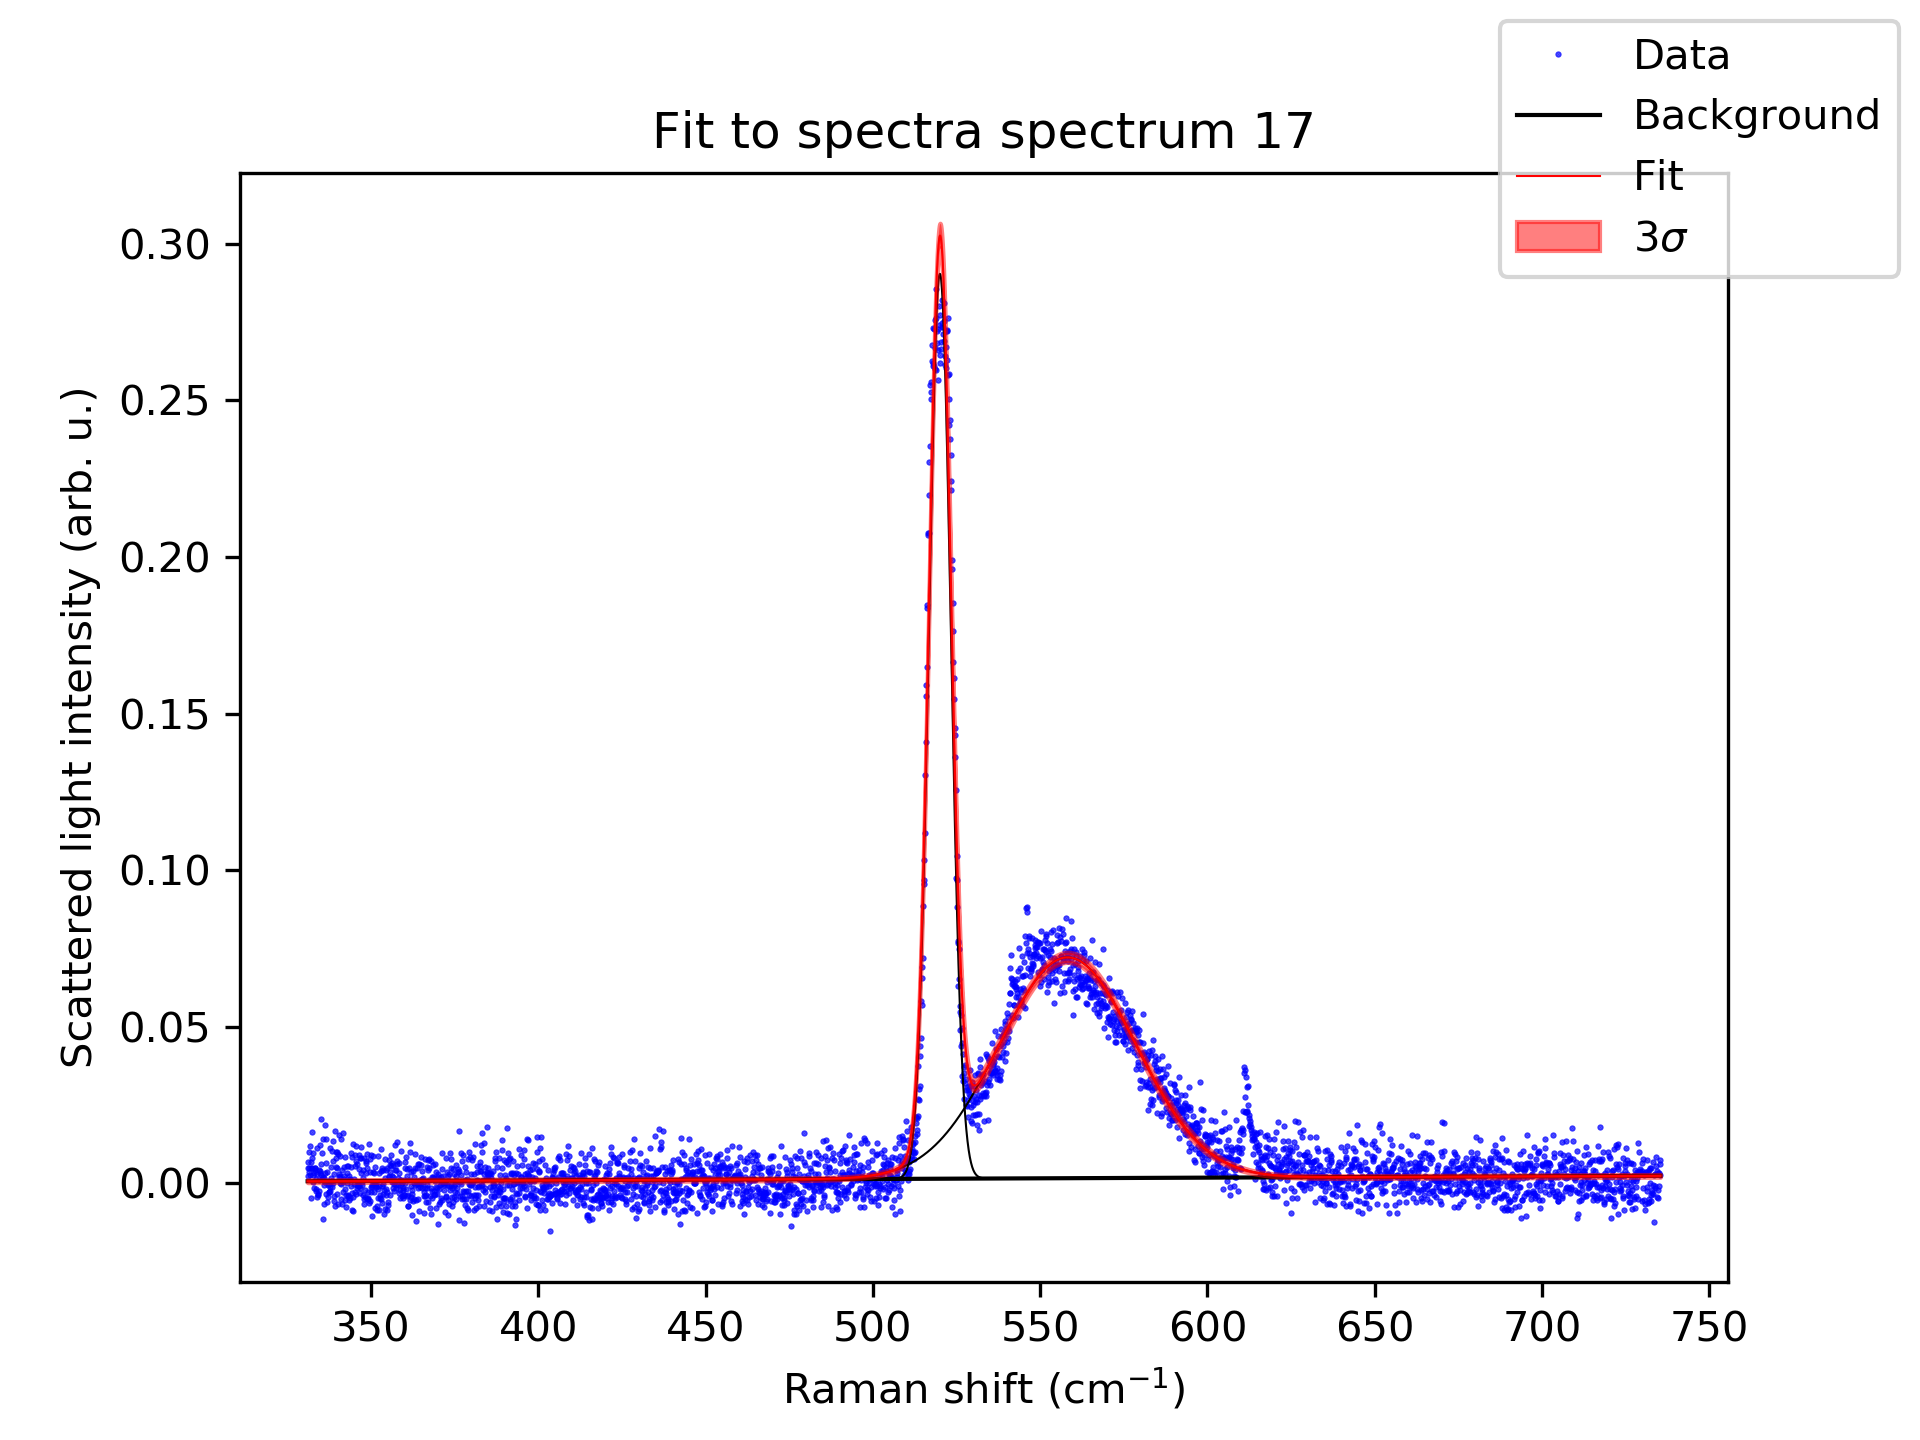 Data
Background
Fit
3σ
Fit to spectra spectrum 17
Scattered light intensity (arb. u.)
0.30
0.25
0.20
0.15
0.10
0.05
0.00
350 400 450 500 550 600 650 700 750
Raman shift (cm⁻¹)